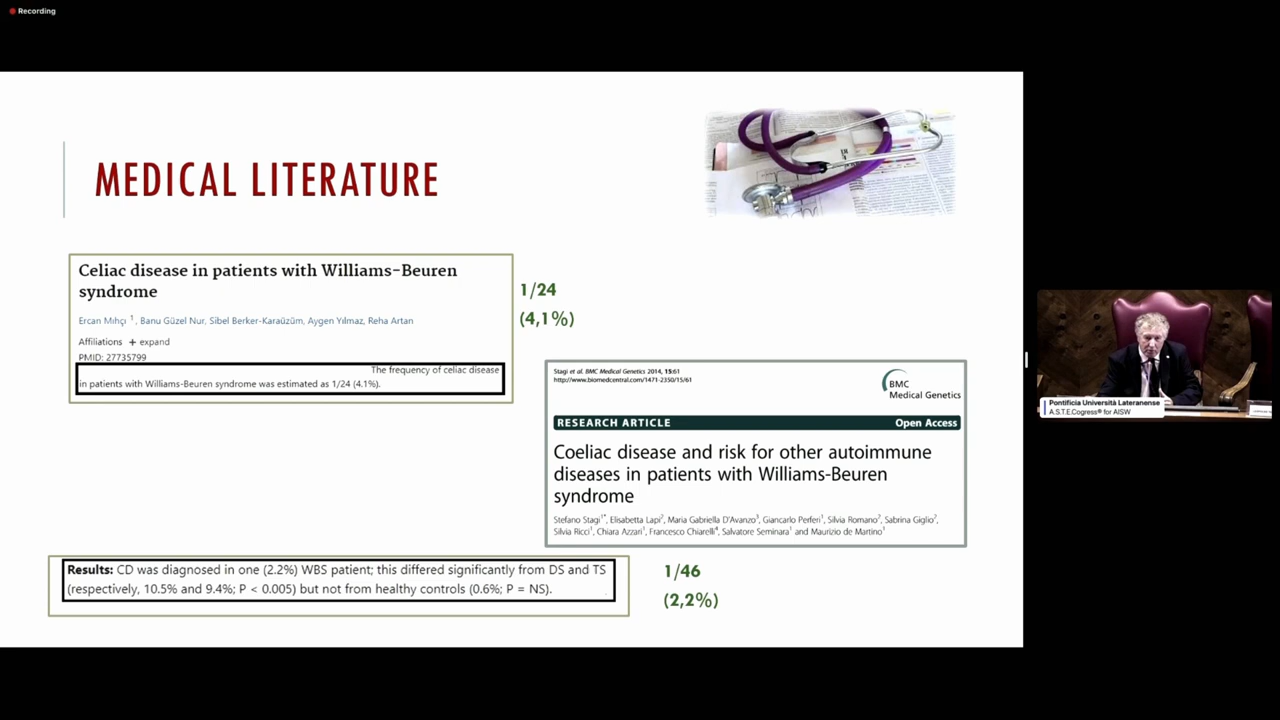 Recording
MEDICAL LITERATURE
Celiac disease in patients with Williams-Beuren
syndrome
Ercan Mıhçı 1, Banu Güzel Nur, Sibel Berker-Karaüzüm, Aygen Yılmaz, Reha Artan
Affiliations + expand
PMID: 27735799
The frequency of celiac disease
in patients with Williams-Beuren syndrome was estimated as 1/24 (4.1%).
1/24
(4,1%)
Stagi et al. BMC Medical Genetics 2014, 15:61
http://www.biomedcentral.com/1471-2350/15/61
BMC
Medical Genetics
RESEARCH ARTICLE Open Access
Coeliac disease and risk for other autoimmune
diseases in patients with Williams-Beuren
syndrome
Stefano Stagi1*, Elisabetta Lapi2, Maria Gabriella D'Avanzo3, Giancarlo Perferi1, Silvia Romano2, Sabrina Giglio2,
Silvia Ricci1, Chiara Azzari1, Francesco Chiarelli4, Salvatore Seminara1 and Maurizio de Martino1
Results: CD was diagnosed in one (2.2%) WBS patient; this differed significantly from DS and TS
(respectively, 10.5% and 9.4%; P < 0.005) but not from healthy controls (0.6%; P = NS).
1/46
(2,2%)
Pontificia Università Lateranense
A.S.T.E.Cogress® for AISW